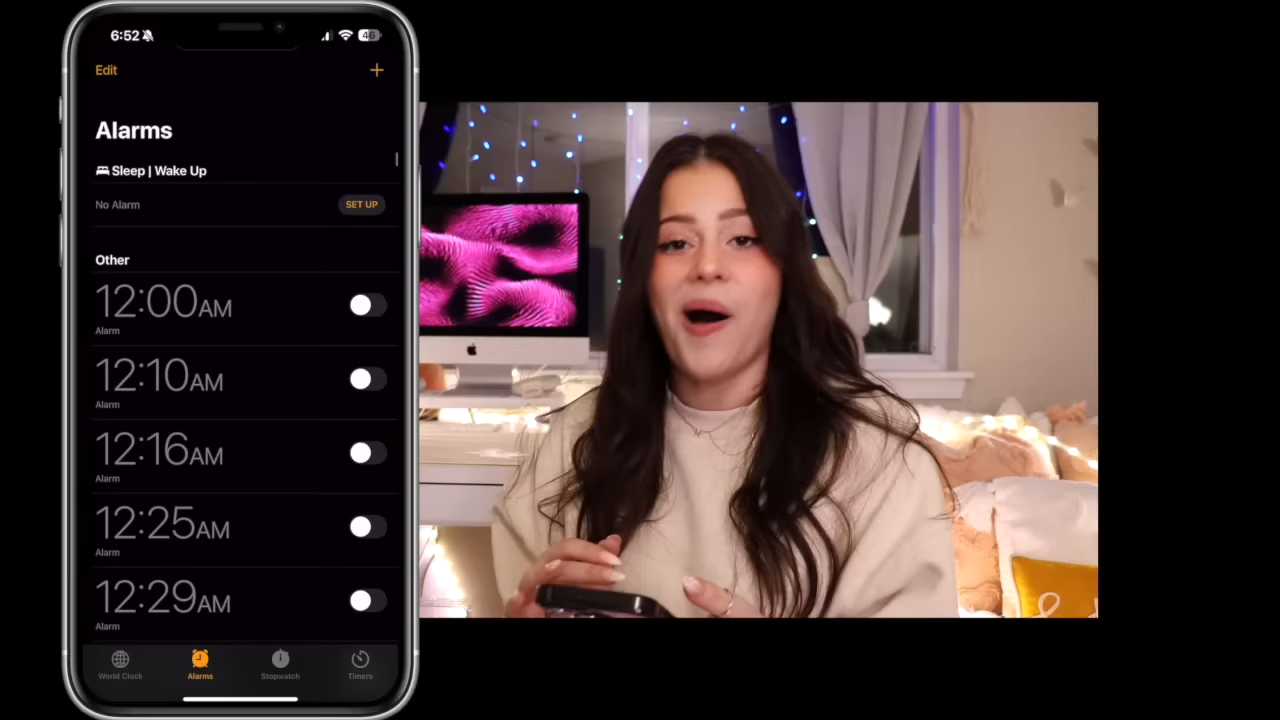 6:52
46
Edit
+
Alarms
Sleep | Wake Up
No Alarm
SET UP
Other
12:00AM
Alarm
12:10AM
Alarm
12:16AM
Alarm
12:25AM
Alarm
12:29AM
Alarm
World Clock
Alarms
Stopwatch
Timers